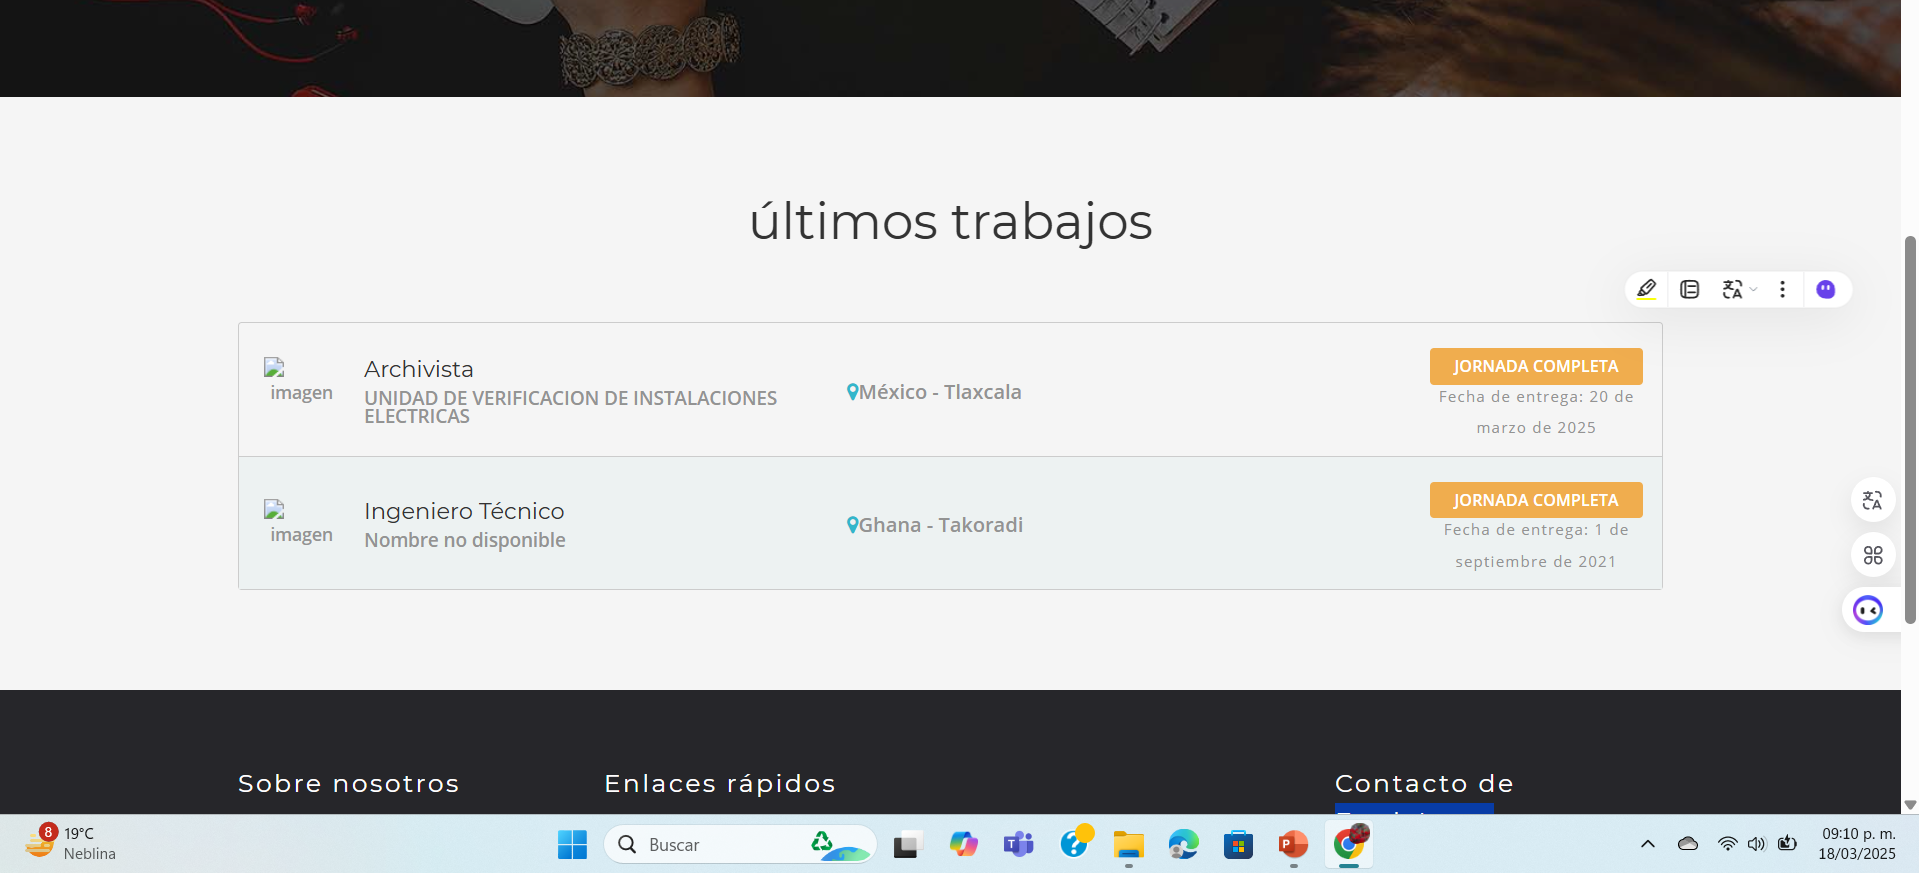 últimos trabajos
imagen
Archivista
UNIDAD DE VERIFICACION DE INSTALACIONES
ELECTRICAS
México - Tlaxcala
JORNADA COMPLETA
Fecha de entrega: 20 de
marzo de 2025
imagen
Ingeniero Técnico
Nombre no disponible
Ghana - Takoradi
JORNADA COMPLETA
Fecha de entrega: 1 de
septiembre de 2021
Sobre nosotros
Enlaces rápidos
Contacto de
8
19°C
Neblina
Buscar
09:10 p. m.
18/03/2025